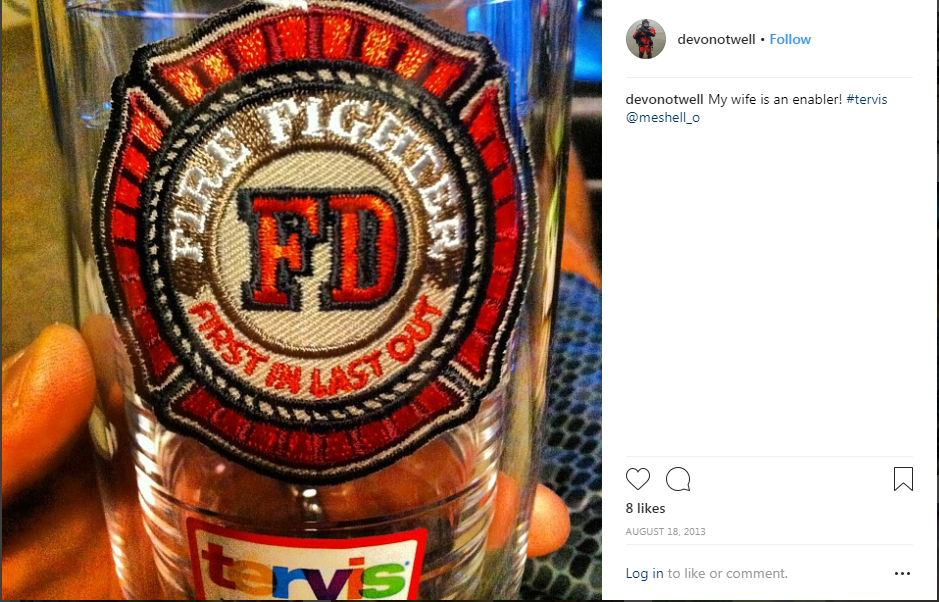 FIRE FIGHTER
FD
FIRST IN LAST OUT
tervis
devonotwell • Follow
devonotwell My wife is an enabler! #tervis
@meshell_o
8 likes
AUGUST 18, 2013
Log in to like or comment.